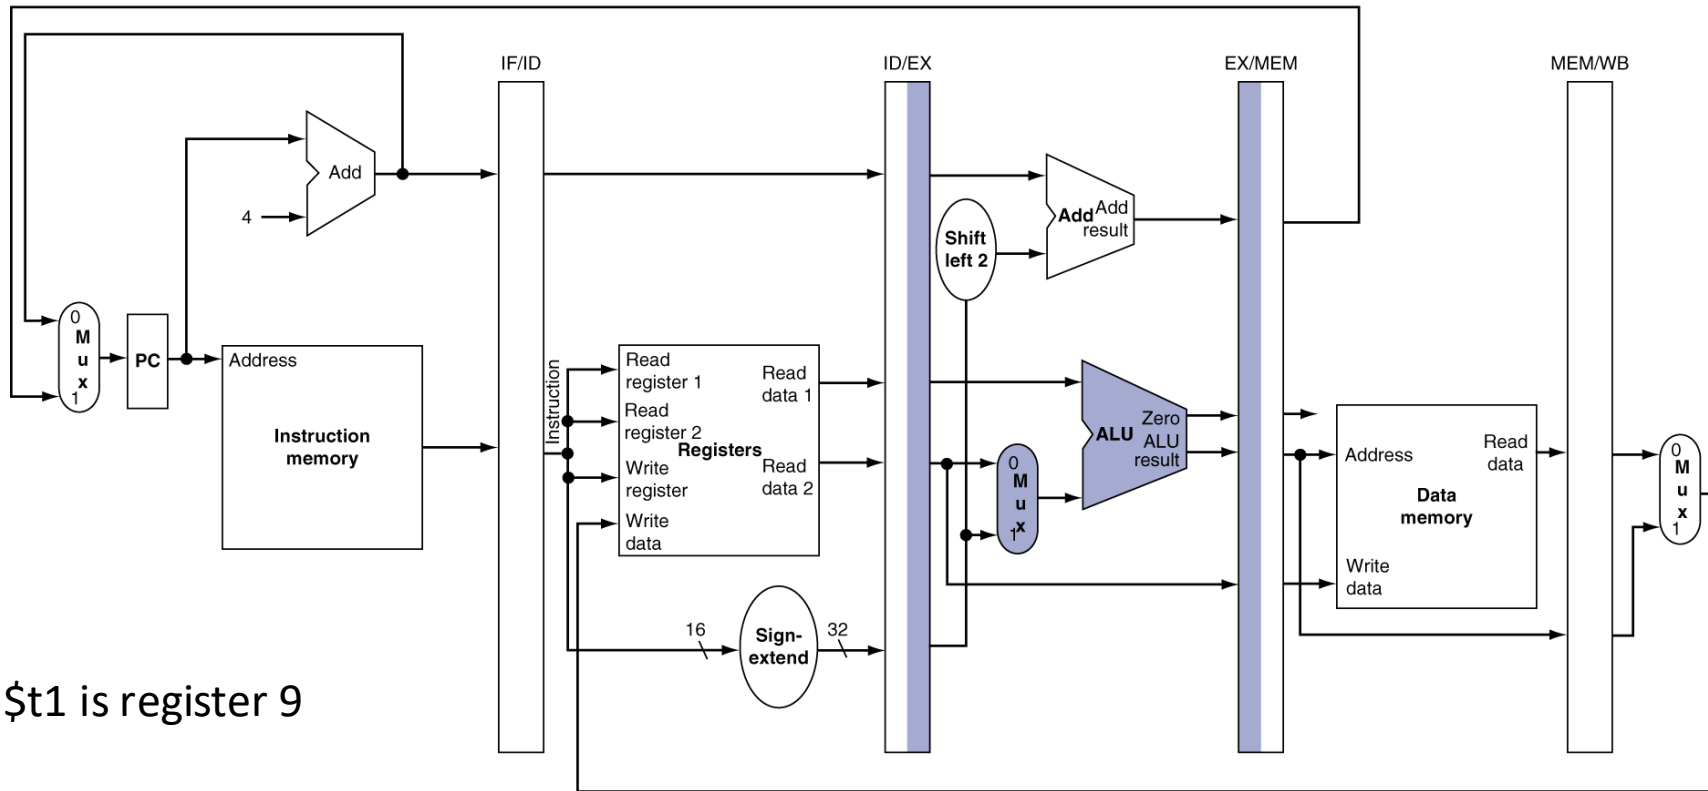 IF/ID
ID/EX
EX/MEM
MEM/WB
Add
4
Add
Add
result
Shift
left 2
0
M
u
x
1
PC
Address
Instruction
memory
Instruction
Read
register 1
Read
register 2
Write
register
Write
data
Registers
Read
data 1
Read
data 2
16
Sign-
extend
32
0
M
u
x
1
ALU
Zero
ALU
result
Address
Write
data
Data
memory
Read
data
0
M
u
x
1
$t1 is register 9